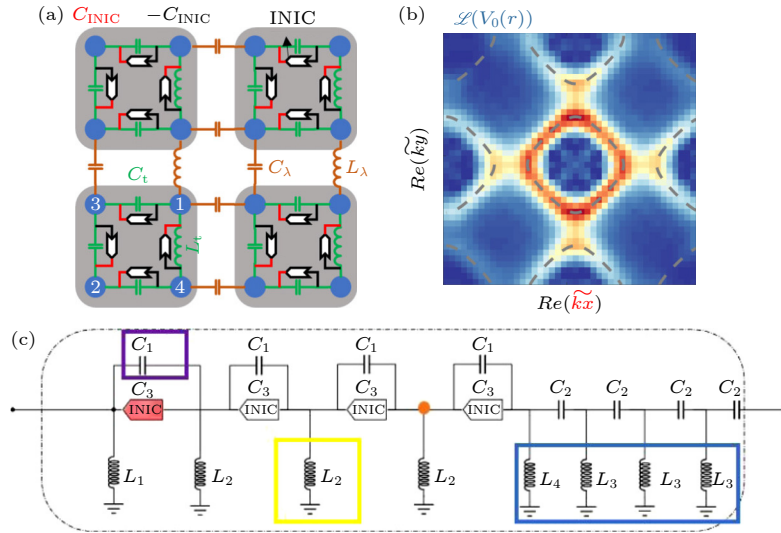 (a)
C_INIC
−C_INIC
INIC
C_t
C_λ
L_λ
L_t
3
1
2
4
(b)
ℒ(V_0(r))
Re(k̃y)
Re(k̃x)
(c)
C_1
C_1
C_1
C_1
C_3
C_3
C_3
C_3
C_2
C_2
C_2
C_2
INIC
INIC
INIC
INIC
L_1
L_2
L_2
L_2
L_4
L_3
L_3
L_3